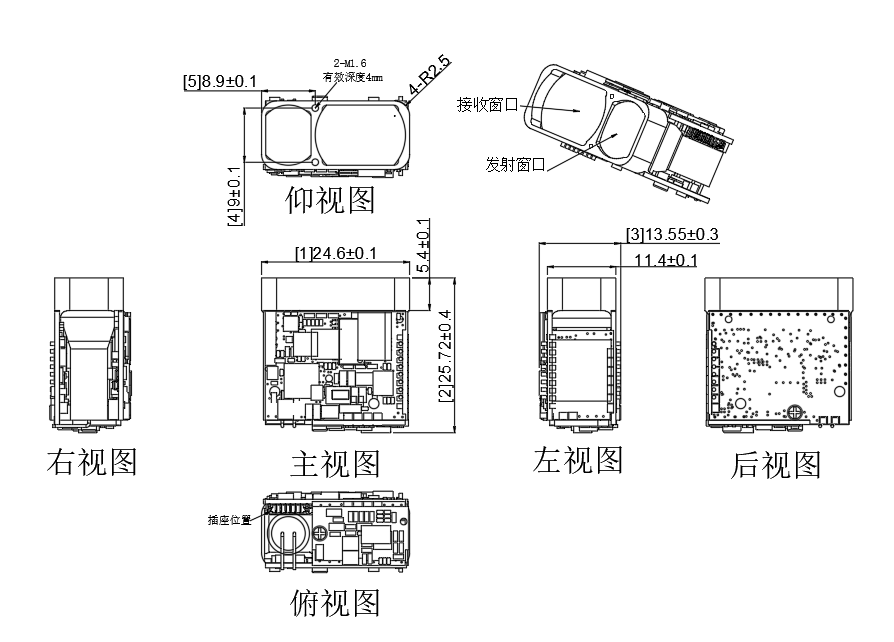 2-M1.6
有效深度4mm
[5]8.9±0.1
4-R2.5
接收窗口
发射窗口
[4]9±0.1
仰视图
[3]13.55±0.3
[1]24.6±0.1
5.4±0.1
11.4±0.1
[2]25.72±0.4
右视图
主视图
左视图
后视图
插座位置
俯视图